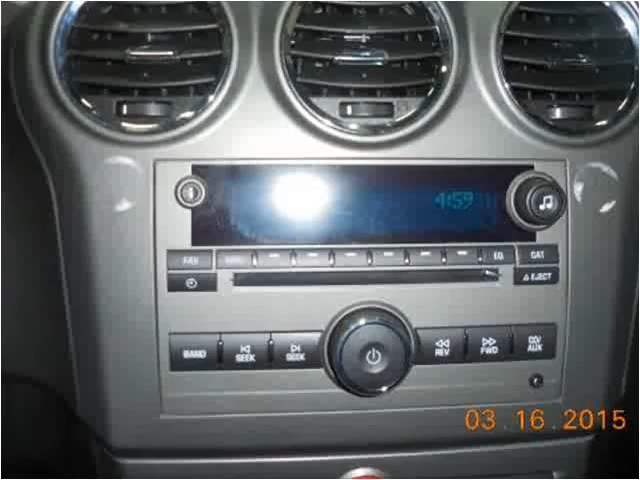 4:59
FAV
EQ
CAT
EJECT
BAND
SEEK
SEEK
REV
FWD
CD/
AUX
03.16.2015